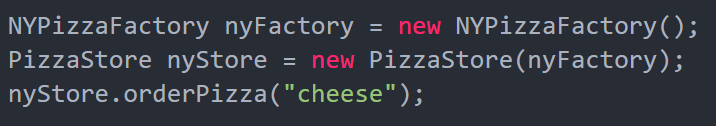 NYPizzaFactory nyFactory = new NYPizzaFactory();
PizzaStore nyStore = new PizzaStore(nyFactory);
nyStore.orderPizza("cheese");